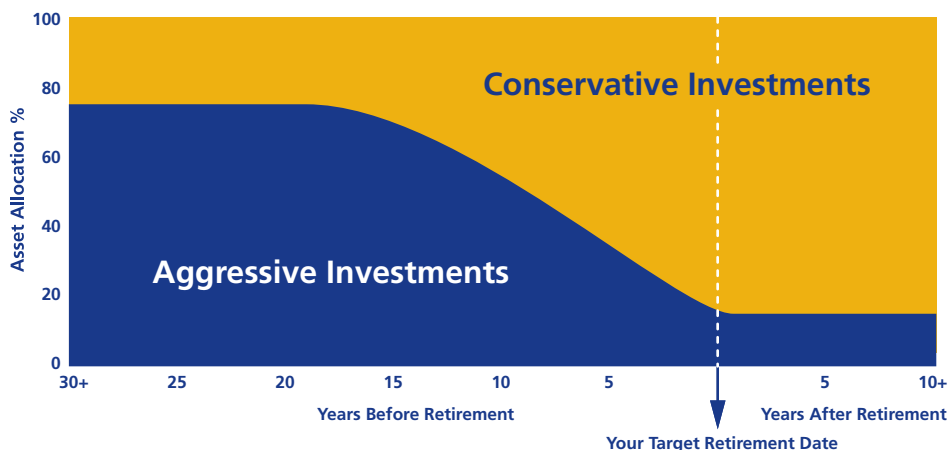 100
Conservative Investments
80
60
40
Asset Allocation %
Aggressive Investments
20
0
30+ 25 20 15 10 5 5 10+
Years Before Retirement Years After Retirement
Your Target Retirement Date